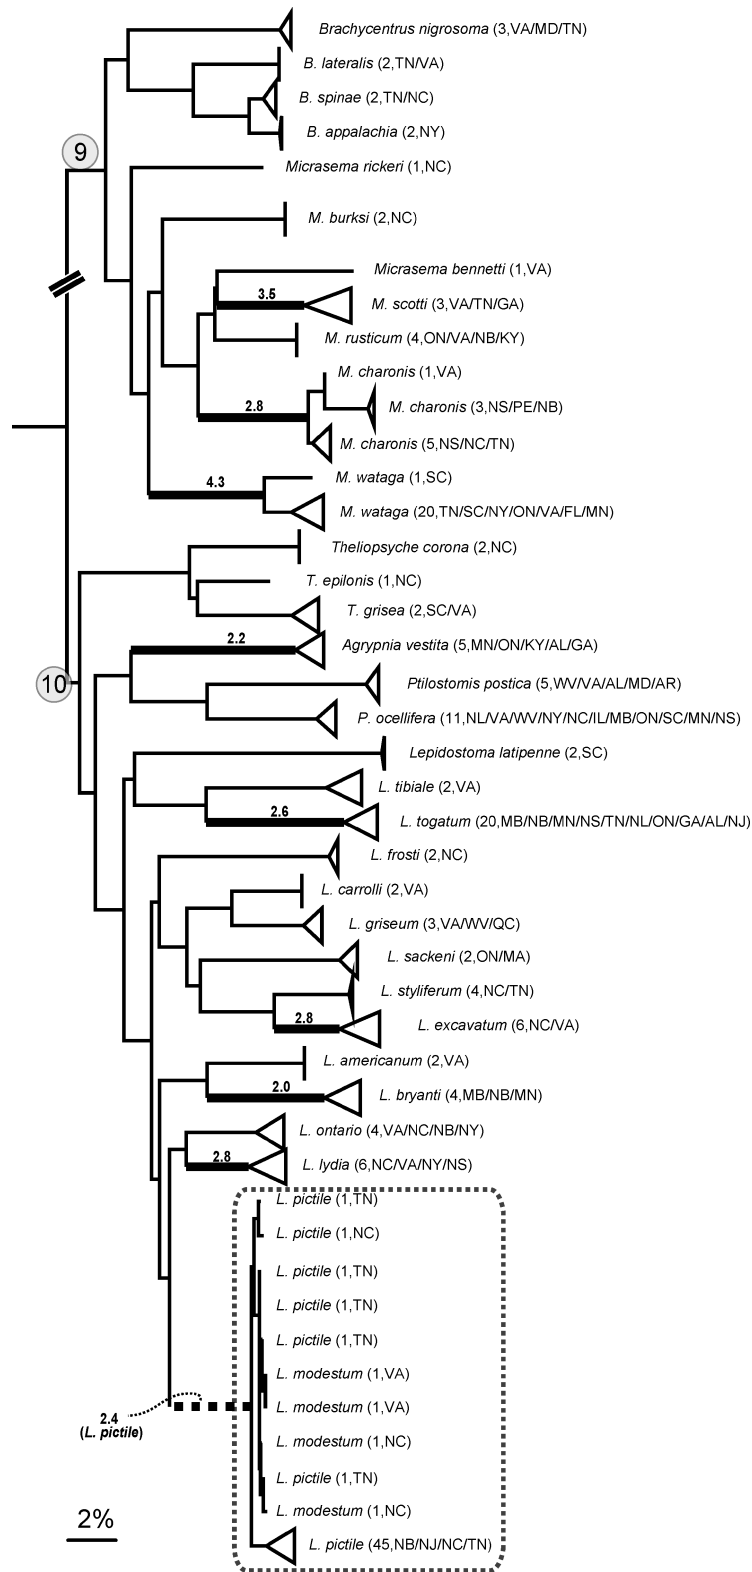 Brachycentrus nigrosoma (3,VA/MD/TN)
B. lateralis (2,TN/VA)
B. spinae (2,TN/NC)
B. appalachia (2,NY)
9
Micrasema rickeri (1,NC)
M. burksi (2,NC)
Micrasema bennetti (1,VA)
3.5
M. scotti (3,VA/TN/GA)
M. rusticum (4,ON/VA/NB/KY)
M. charonis (1,VA)
2.8
M. charonis (3,NS/PE/NB)
M. charonis (5,NS/NC/TN)
M. wataga (1,SC)
4.3
M. wataga (20,TN/SC/NY/ON/VA/FL/MN)
Theliopsyche corona (2,NC)
T. epilonis (1,NC)
T. grisea (2,SC/VA)
2.2
Agrypnia vestita (5,MN/ON/KY/AL/GA)
10
Ptilostomis postica (5,WV/VA/AL/MD/AR)
P. ocellifera (11,NL/VA/WV/NY/NC/IL/MB/ON/SC/MN/NS)
Lepidostoma latipenne (2,SC)
L. tibiale (2,VA)
2.6
L. togatum (20,MB/NB/MN/NS/TN/NL/ON/GA/AL/NJ)
L. frosti (2,NC)
L. carrolli (2,VA)
L. griseum (3,VA/WV/QC)
L. sackeni (2,ON/MA)
L. styliferum (4,NC/TN)
2.8
L. excavatum (6,NC/VA)
L. americanum (2,VA)
2.0
L. bryanti (4,MB/NB/MN)
L. ontario (4,VA/NC/NB/NY)
2.8
L. lydia (6,NC/VA/NY/NS)
L. pictile (1,TN)
L. pictile (1,NC)
L. pictile (1,TN)
L. pictile (1,TN)
L. pictile (1,TN)
L. modestum (1,VA)
L. modestum (1,VA)
2.4
(L. pictile)
L. modestum (1,NC)
L. pictile (1,TN)
L. modestum (1,NC)
2%
L. pictile (45,NB/NJ/NC/TN)